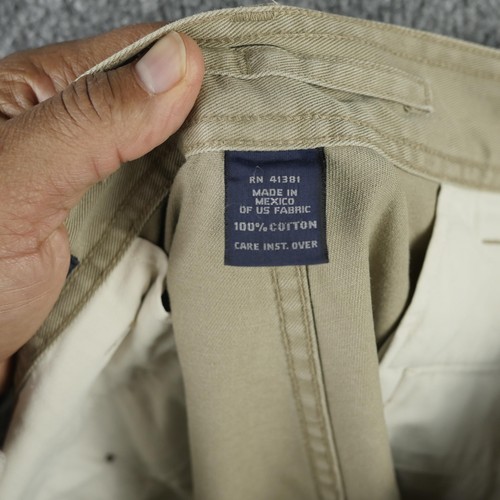 RN 41381
MADE IN
MEXICO
OF US FABRIC
100% COTTON
CARE INST. OVER